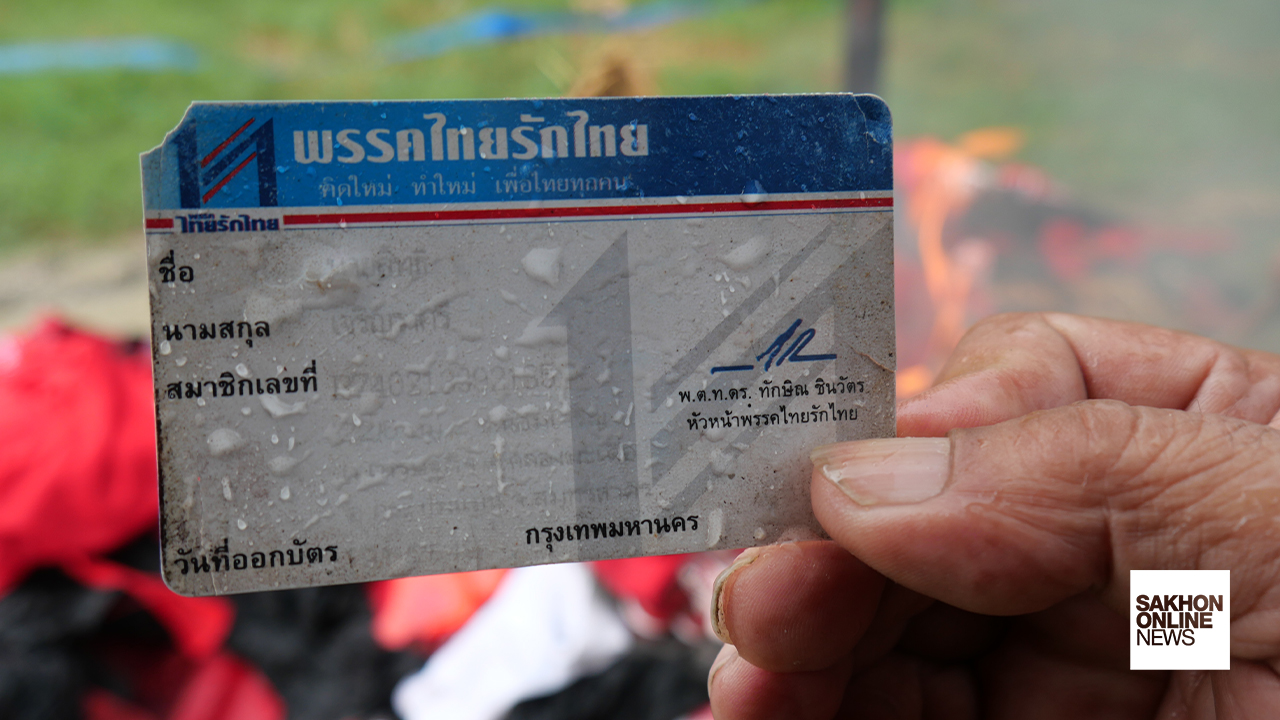 พรรคไทยรักไทย
คิดใหม่ ทำใหม่ เพื่อไทยทุกคน
พรรค
ไทยรักไทย
ชื่อ
นามสกุล
สมาชิกเลขที่
พ.ต.ท.ดร. ทักษิณ ชินวัตร
หัวหน้าพรรคไทยรักไทย
กรุงเทพมหานคร
วันที่ออกบัตร
SAKHON
ONLINE
NEWS